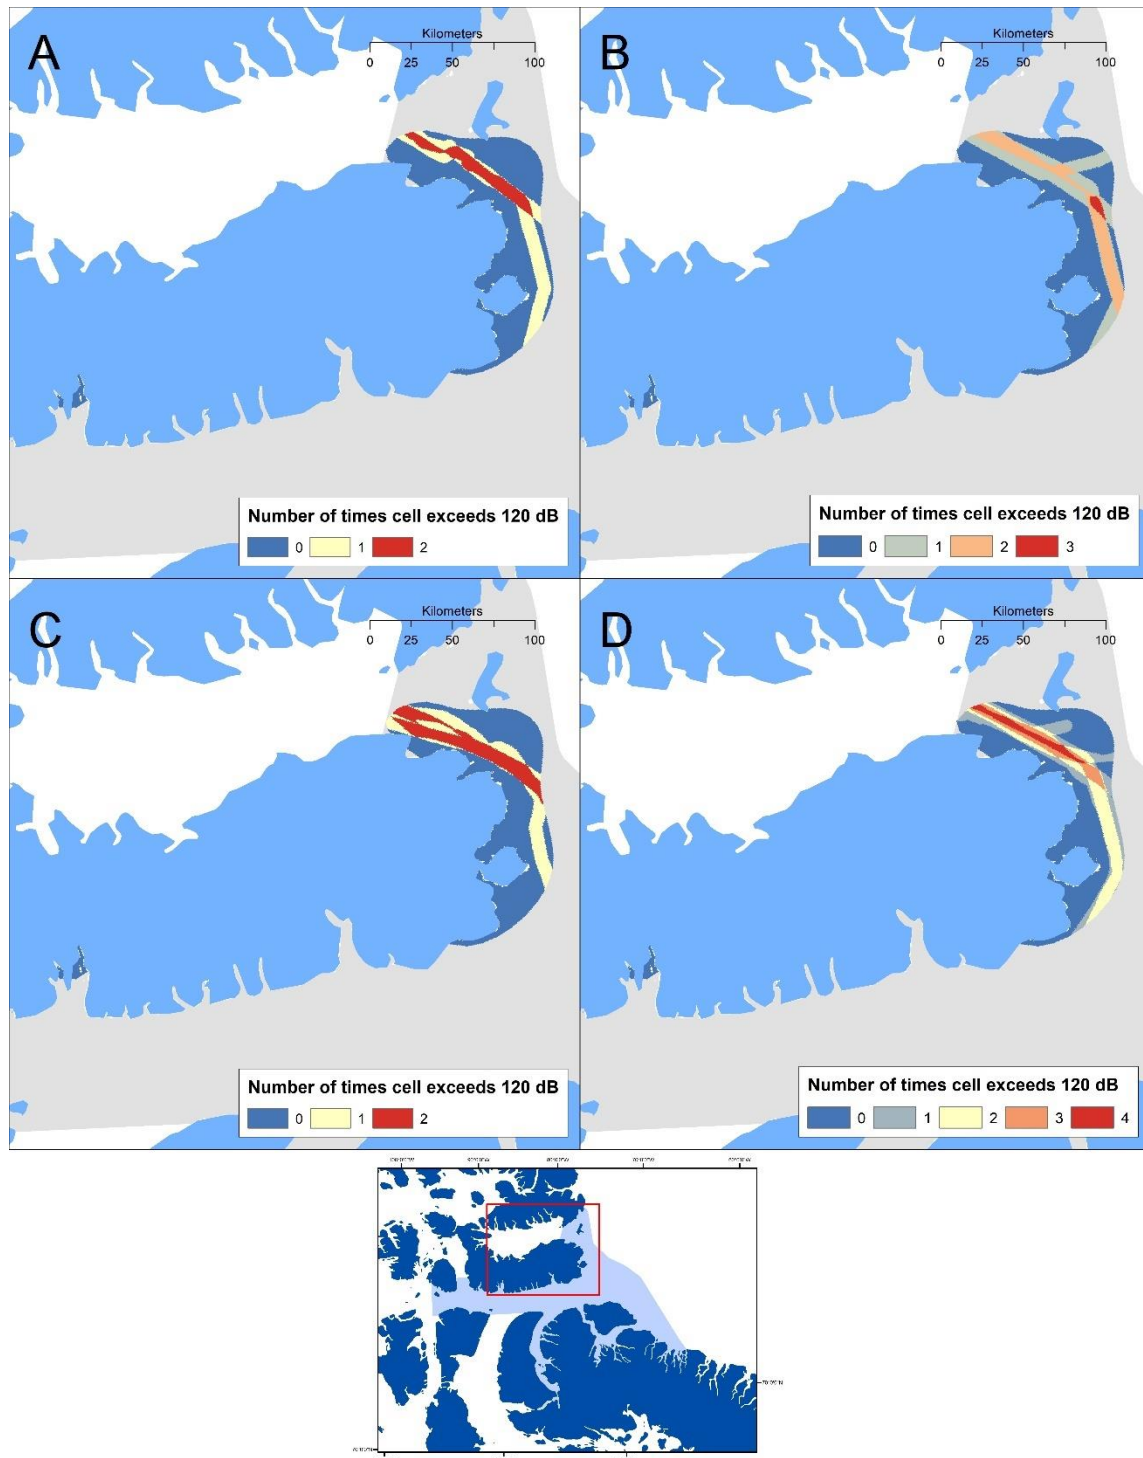 A
Kilometers
0 25 50 100
B
Kilometers
0 25 50 100
Number of times cell exceeds 120 dB
0 1 2
Number of times cell exceeds 120 dB
0 1 2 3
C
Kilometers
0 25 50 100
D
Kilometers
0 25 50 100
Number of times cell exceeds 120 dB
0 1 2
Number of times cell exceeds 120 dB
0 1 2 3 4